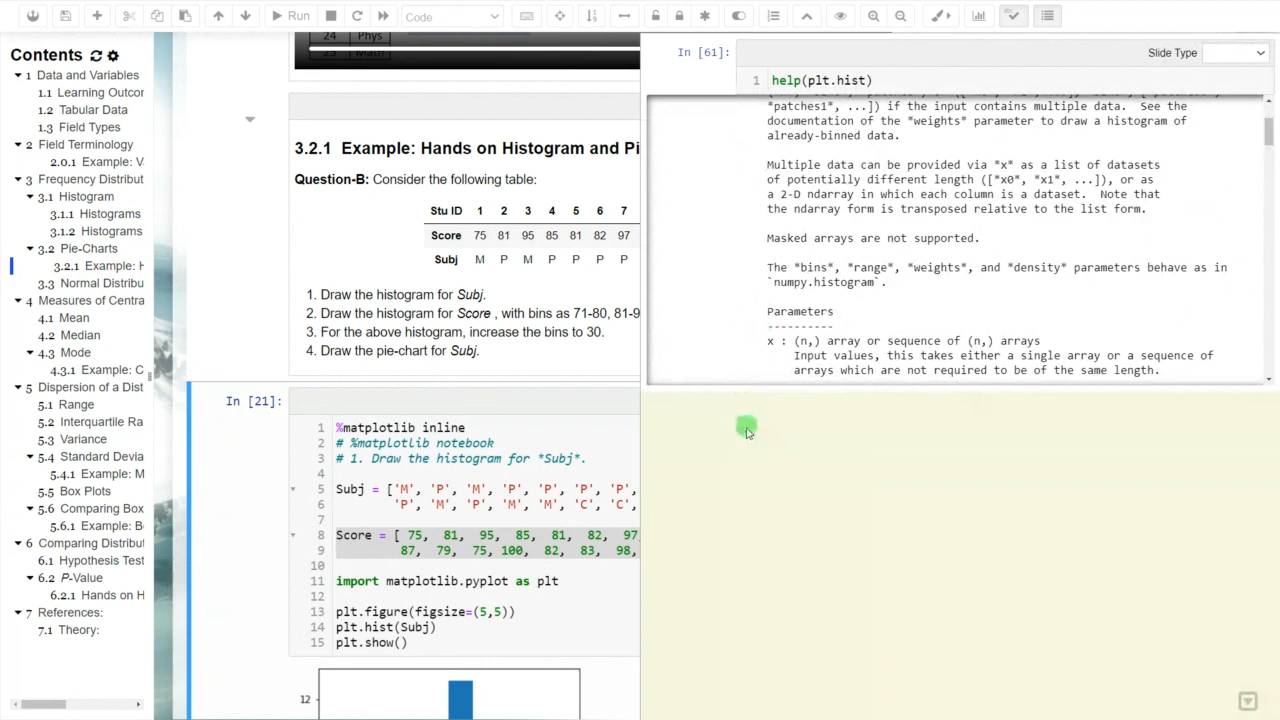 Run
Code
Contents
1 Data and Variables
1.1 Learning Outcor
1.2 Tabular Data
1.3 Field Types
2 Field Terminology
2.0.1 Example: V
3 Frequency Distribut
3.1 Histogram
3.1.1 Histograms
3.1.2 Histograms
3.2 Pie-Charts
3.2.1 Example: H
3.3 Normal Distribu
4 Measures of Centra
4.1 Mean
4.2 Median
4.3 Mode
4.3.1 Example: C
5 Dispersion of a Dist
5.1 Range
5.2 Interquartile Ra
5.3 Variance
5.4 Standard Devia
5.4.1 Example: M
5.5 Box Plots
5.6 Comparing Box
5.6.1 Example: B
6 Comparing Distribut
6.1 Hypothesis Test
6.2 P-Value
6.2.1 Hands on H
7 References:
7.1 Theory:
24 Phys
25 Math
3.2.1 Example: Hands on Histogram and Pi
Question-B: Consider the following table:
Stu ID 1 2 3 4 5 6 7
Score 75 81 95 85 81 82 97
Subj M P M P P P P
1. Draw the histogram for Subj.
2. Draw the histogram for Score , with bins as 71-80, 81-9
3. For the above histogram, increase the bins to 30.
4. Draw the pie-chart for Subj.
In [21]:
1 %matplotlib inline
2 # %matplotlib notebook
3 # 1. Draw the histogram for *Subj*.
4
5 Subj = ['M', 'P', 'M', 'P', 'P', 'P', 'P',
6 'P', 'M', 'P', 'M', 'M', 'C', 'C',
7
8 Score = [ 75, 81, 95, 85, 81, 82, 97,
9 87, 79, 75, 100, 82, 83, 98,
10
11 import matplotlib.pyplot as plt
12
13 plt.figure(figsize=(5,5))
14 plt.hist(Subj)
15 plt.show()
12
In [61]:
Slide Type
1 help(plt.hist)
*patches1*, ...]) if the input contains multiple data. See the
documentation of the *weights* parameter to draw a histogram of
already-binned data.
Multiple data can be provided via *x* as a list of datasets
of potentially different length ([*x0*, *x1*, ...]), or as
a 2-D ndarray in which each column is a dataset. Note that
the ndarray form is transposed relative to the list form.
Masked arrays are not supported.
The *bins*, *range*, *weights*, and *density* parameters behave as in
`numpy.histogram`.
Parameters
----------
x : (n,) array or sequence of (n,) arrays
Input values, this takes either a single array or a sequence of
arrays which are not required to be of the same length.